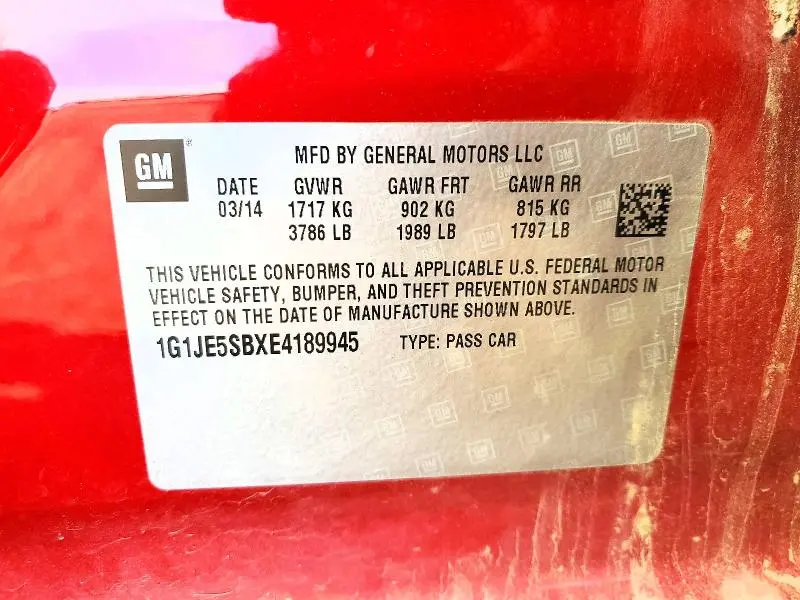 GM ®
MFD BY GENERAL MOTORS LLC
DATE GVWR GAWR FRT GAWR RR
03/14 1717 KG 902 KG 815 KG
3786 LB 1989 LB 1797 LB
THIS VEHICLE CONFORMS TO ALL APPLICABLE U.S. FEDERAL MOTOR
VEHICLE SAFETY, BUMPER, AND THEFT PREVENTION STANDARDS IN
EFFECT ON THE DATE OF MANUFACTURE SHOWN ABOVE.
1G1JE5SBXE4189945 TYPE: PASS CAR